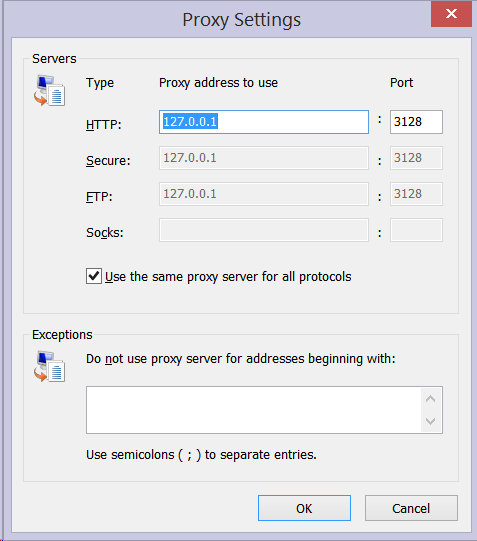 Proxy Settings
Servers
Type Proxy address to use Port
HTTP: 127.0.0.1 : 3128
Secure: 127.0.0.1 : 3128
FTP: 127.0.0.1 : 3128
Socks: :
Use the same proxy server for all protocols
Exceptions
Do not use proxy server for addresses beginning with:
Use semicolons ( ; ) to separate entries.
OK Cancel